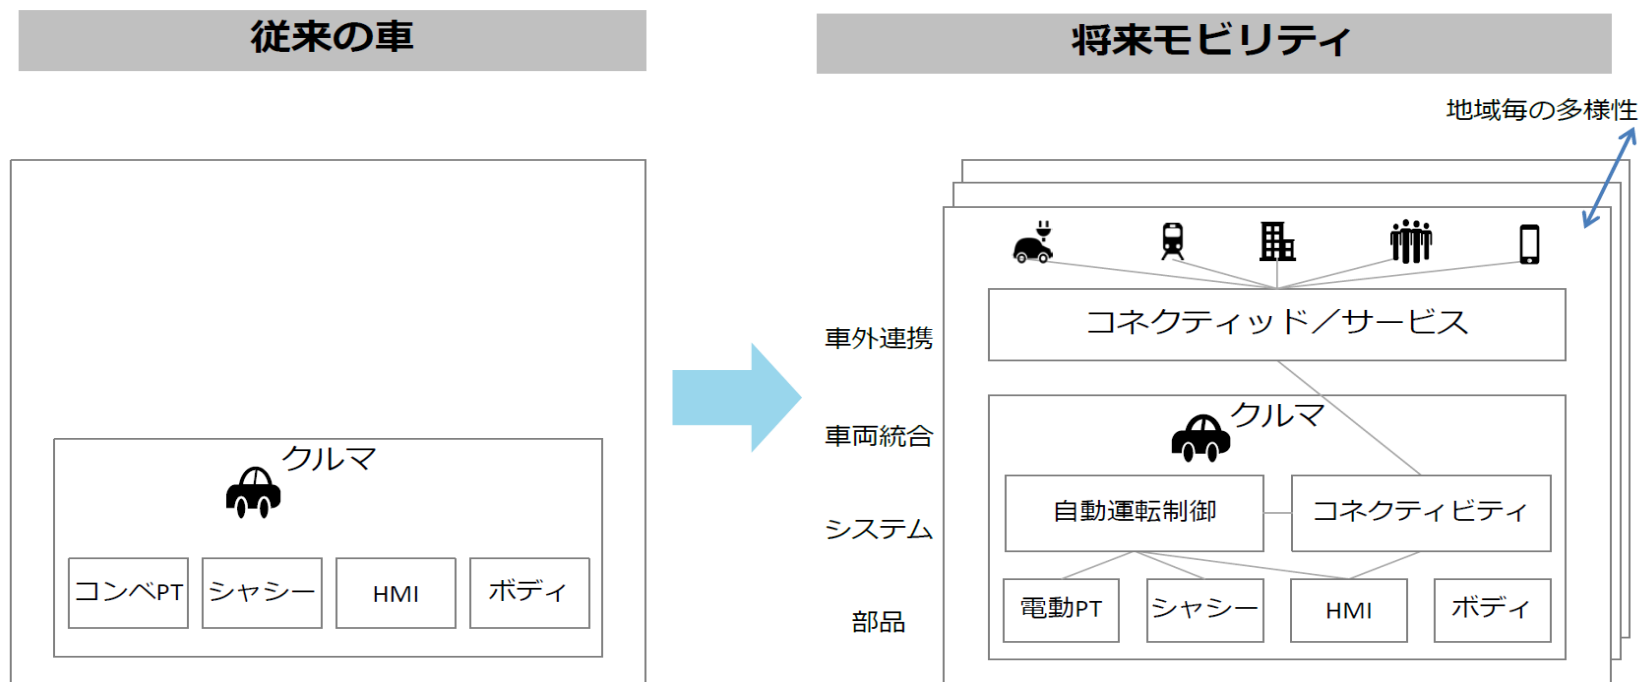 従来の車
将来モビリティ
地域毎の多様性
クルマ
コンベPT
シャシー
HMI
ボディ
車外連携
車両統合
システム
部品
コネクティッド／サービス
クルマ
自動運転制御
コネクティビティ
電動PT
シャシー
HMI
ボディ